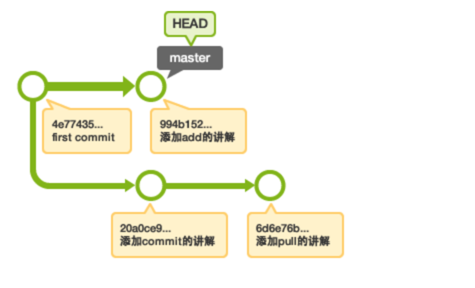 HEAD
master
4e77435...
first commit
994b152...
添加add的讲解
20a0ce9...
添加commit的讲解
6d6e76b...
添加pull的讲解